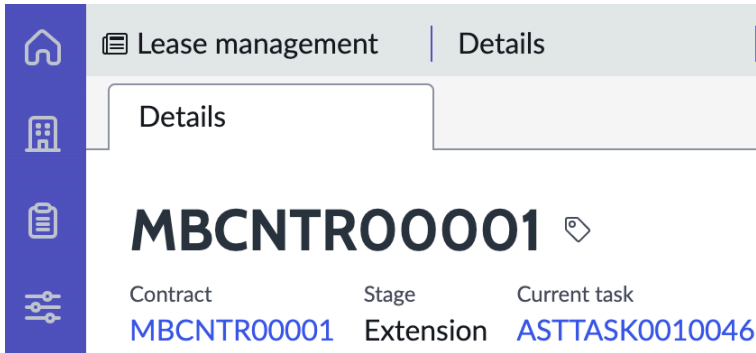 Lease management Details
Details
MBCNTR00001
Contract Stage Current task
MBCNTR00001 Extension ASTTASK0010046